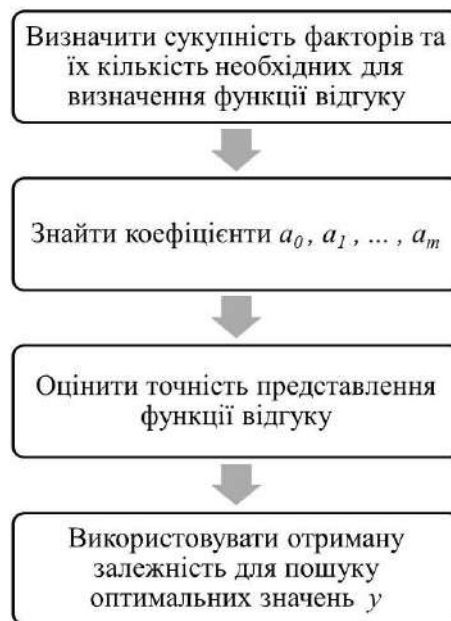 Визначити сукупність факторів та
їх кількість необхідних для
визначення функції відгуку
Знайти коефіцієнти a₀ , a₁ , ... , aₘ
Оцінити точність представлення
функції відгуку
Використовувати отриману
залежність для пошуку
оптимальних значень y